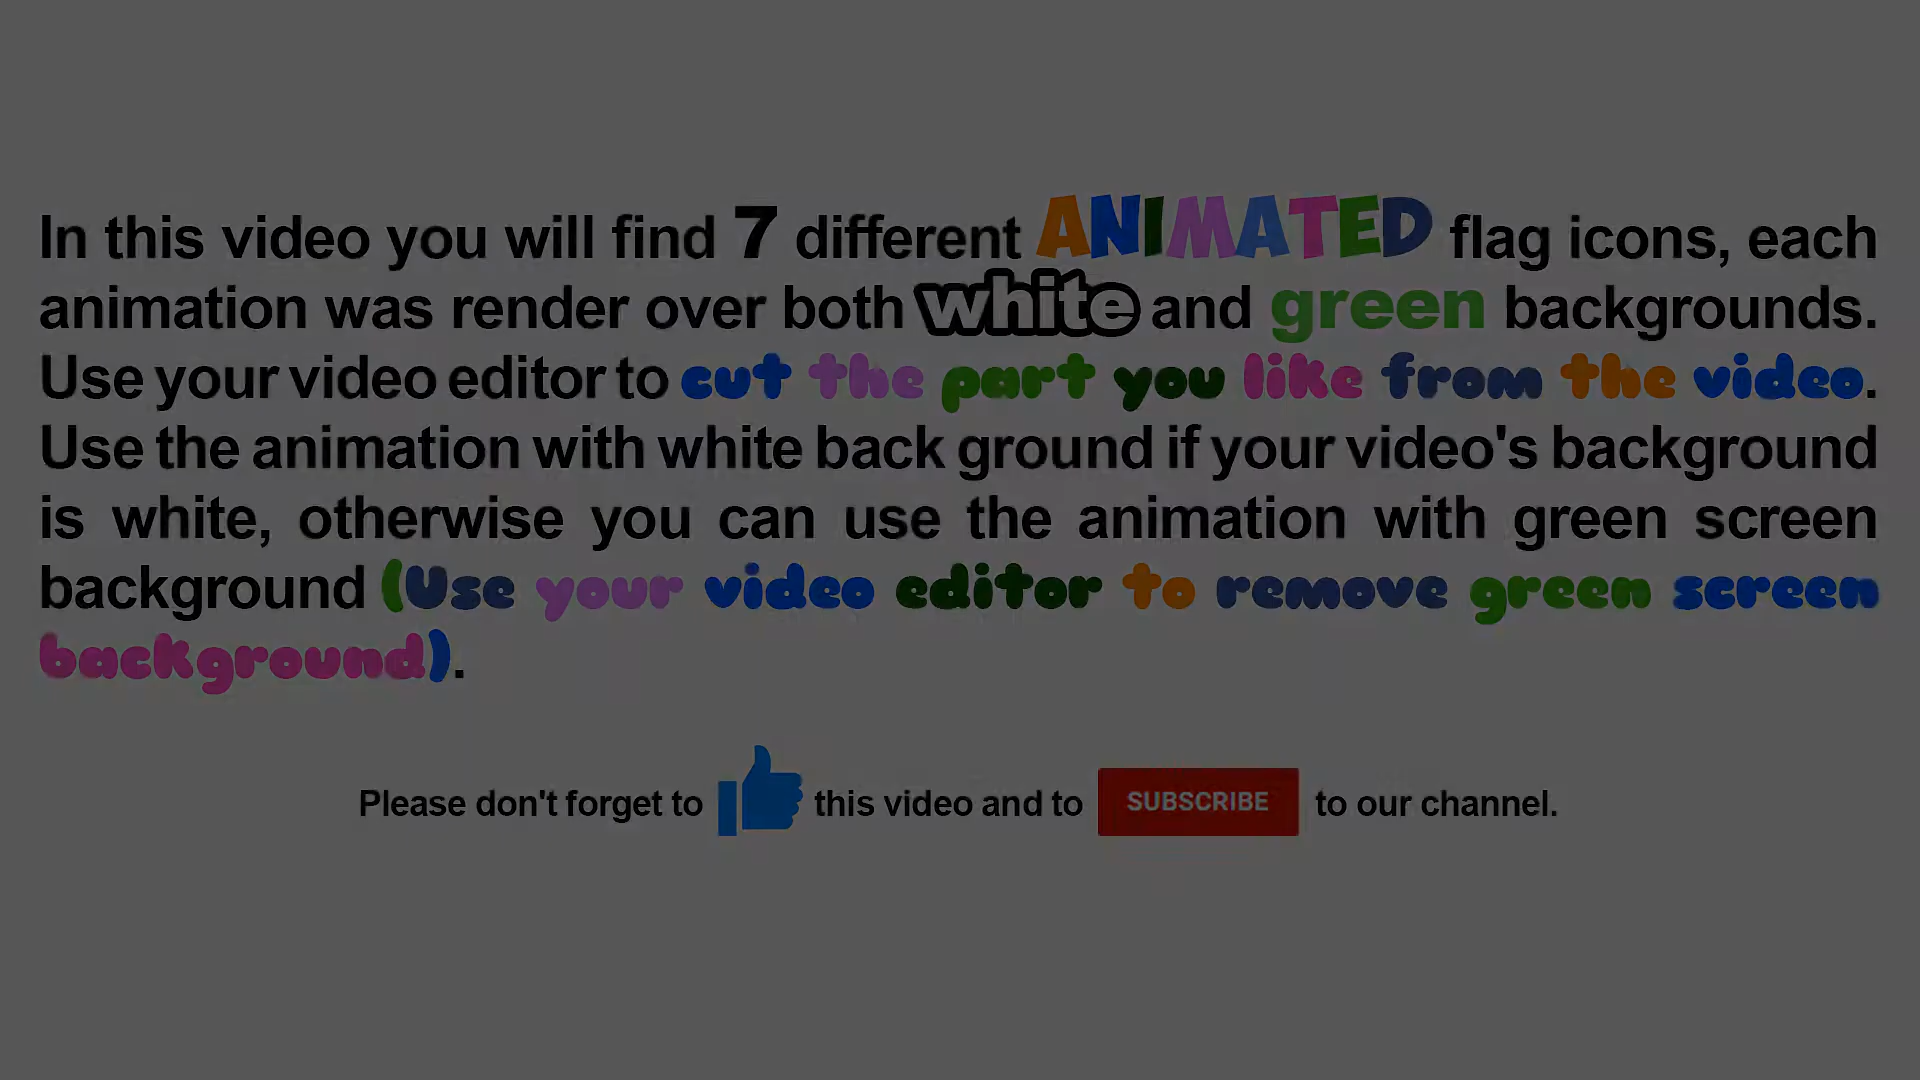 In this video you will find 7 different ANIMATED flag icons, each
animation was render over both white and green backgrounds.
Use your video editor to cut the part you like from the video.
Use the animation with white back ground if your video's background
is white, otherwise you can use the animation with green screen
background (Use your video editor to remove green screen
background).
Please don't forget to this video and to SUBSCRIBE to our channel.